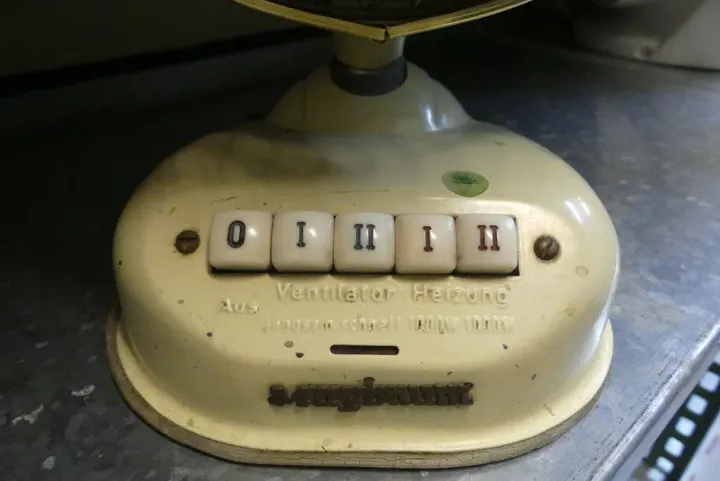 0 I II I II
Ventilator Heizung
Aus
langsam schnell